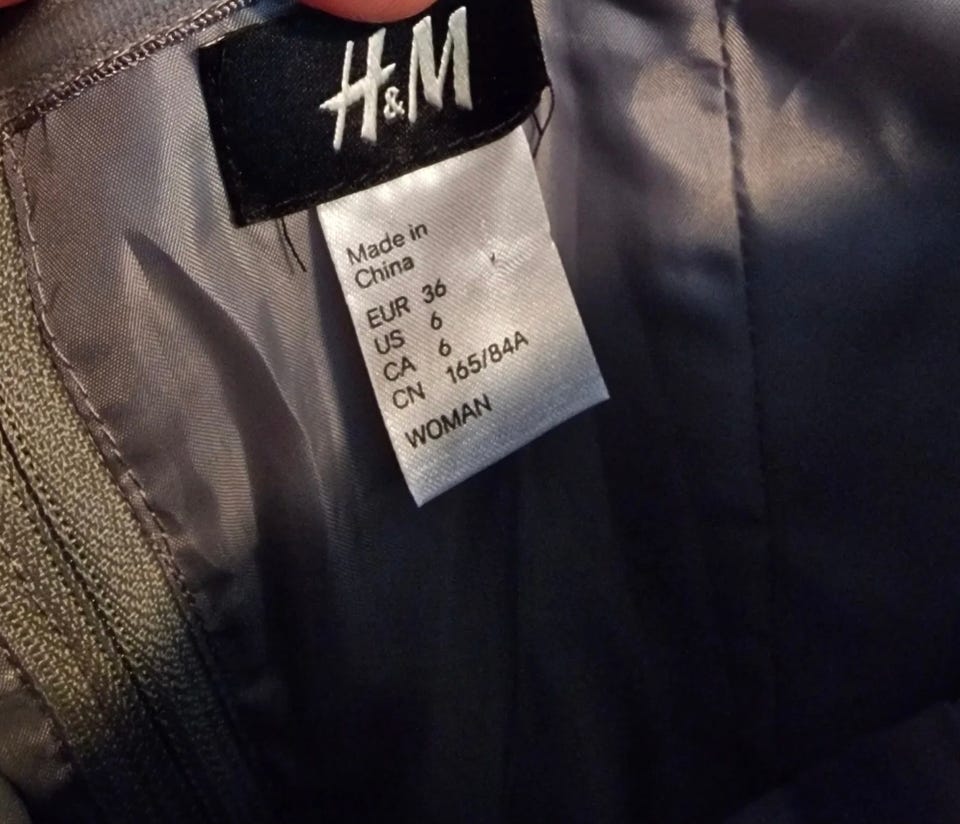 H&M
Made in
China
EUR 36
US 6
CA 6
CN 165/84A
WOMAN